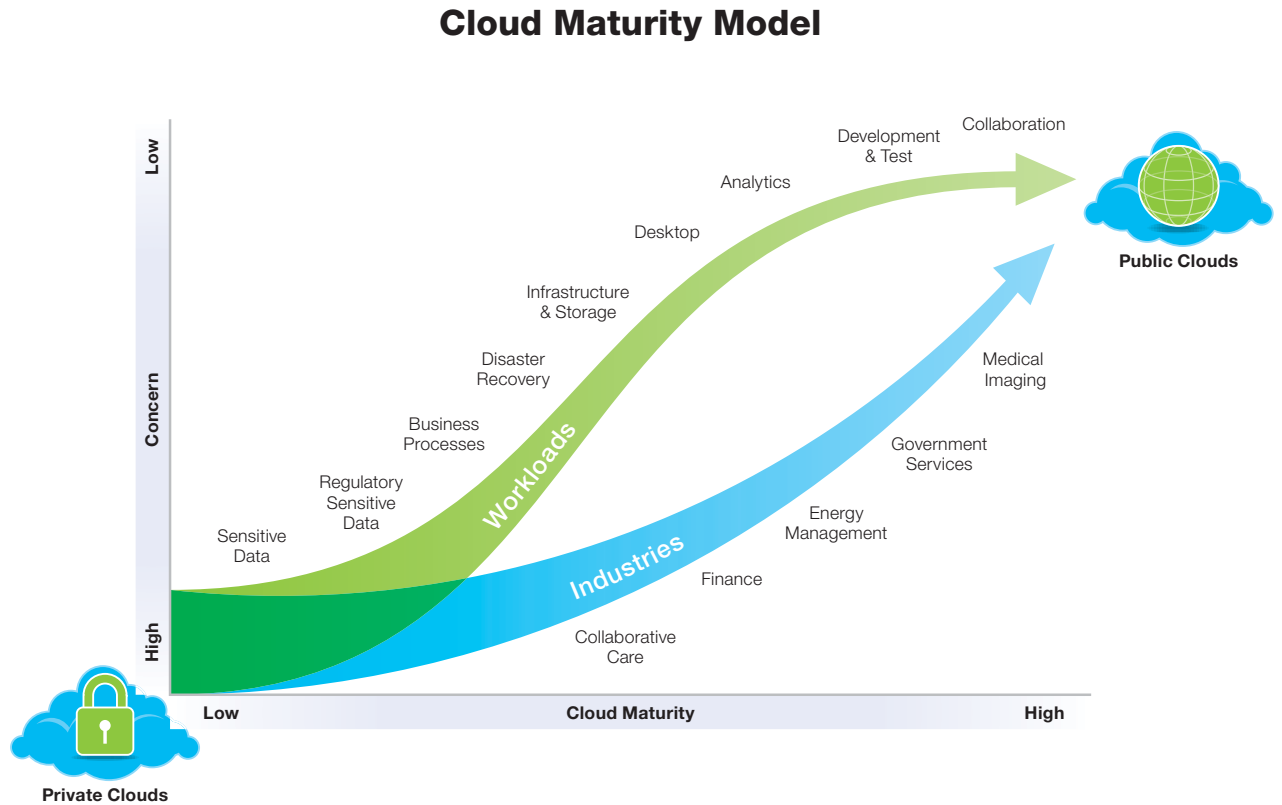 Cloud Maturity Model
Low
Concern
High
Collaboration
Development
& Test
Analytics
Desktop
Infrastructure
& Storage
Disaster
Recovery
Business
Processes
Regulatory
Sensitive
Data
Sensitive
Data
Workloads
Public Clouds
Medical
Imaging
Government
Services
Energy
Management
Finance
Collaborative
Care
Industries
Low
Cloud Maturity
High
Private Clouds